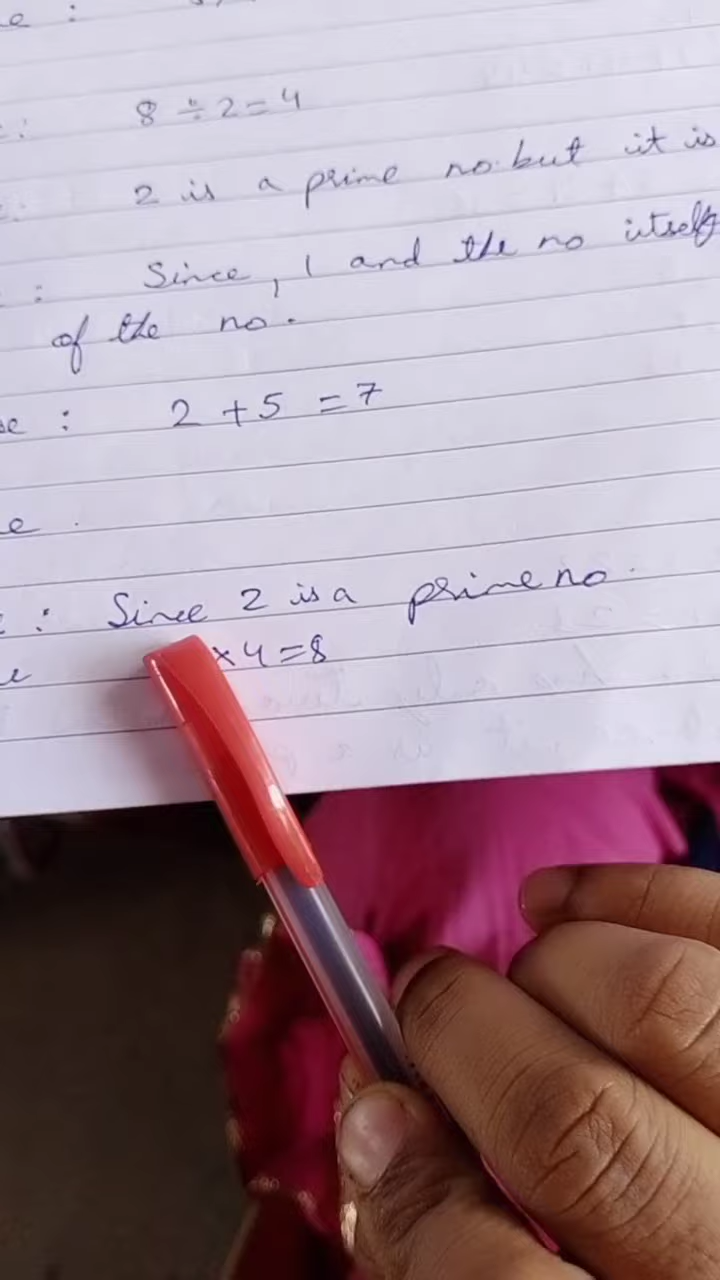 e :
: 8 ÷ 2 = 4
: 2 is a prime no. but it is
: Since, 1 and the no itself
of the no.
se : 2 + 5 = 7
e.
: Since 2 is a prime no.
× 4 = 8